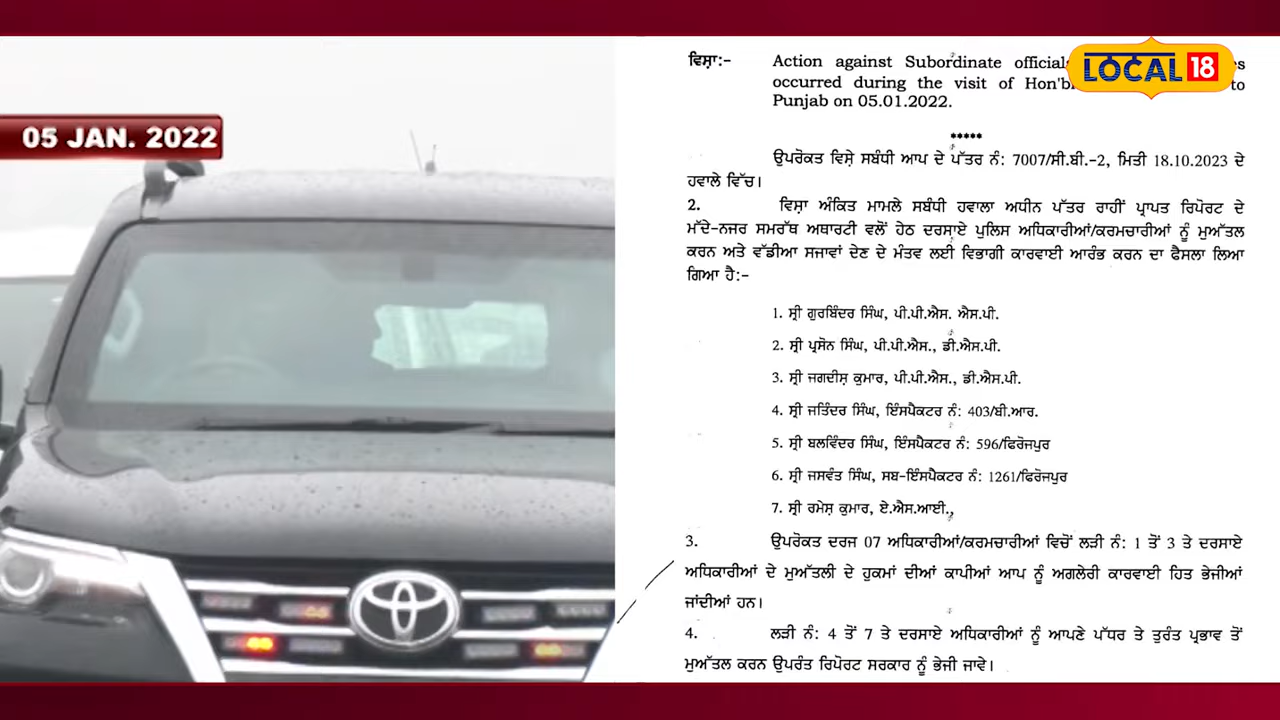 05 JAN. 2022
LOCAL 18
ਵਿਸ਼ਾ:- Action against Subordinate officials
occurred during the visit of to
Punjab on 05.01.2022.
*****
ਉਪਰੋਕਤ ਵਿਸ਼ੇ ਸਬੰਧੀ ਆਪ ਦੇ ਪੱਤਰ ਨੰ: 7007/ਸੀ.ਬੀ.-2, ਮਿਤੀ 18.10.2023 ਦੇ
ਹਵਾਲੇ ਵਿੱਚ।
2. ਵਿਸ਼ਾ ਅੰਕਿਤ ਮਾਮਲੇ ਸਬੰਧੀ ਹਵਾਲਾ ਅਧੀਨ ਪੱਤਰ ਰਾਹੀਂ ਪ੍ਰਾਪਤ ਰਿਪੋਰਟ ਦੇ
ਮੱਦੇ-ਨਜਰ ਸਮਰੱਥ ਅਥਾਰਟੀ ਵਲੋਂ ਹੇਠ ਦਰਸਾਏ ਪੁਲਿਸ ਅਧਿਕਾਰੀਆਂ/ਕਰਮਚਾਰੀਆਂ ਨੂੰ ਮੁਅੱਤਲ
ਕਰਨ ਅਤੇ ਵੱਡੀਆ ਸਜਾਵਾਂ ਦੇਣ ਦੇ ਮੰਤਵ ਲਈ ਵਿਭਾਗੀ ਕਾਰਵਾਈ ਆਰੰਭ ਕਰਨ ਦਾ ਫੈਸਲਾ ਲਿਆ
ਗਿਆ ਹੈ:-
1. ਸ੍ਰੀ ਗੁਰਬਿੰਦਰ ਸਿੰਘ, ਪੀ.ਪੀ.ਐਸ. ਐਸ.ਪੀ.
2. ਸ੍ਰੀ ਪ੍ਰਸੋਨ ਸਿੰਘ, ਪੀ.ਪੀ.ਐਸ., ਡੀ.ਐਸ.ਪੀ.
3. ਸ੍ਰੀ ਜਗਦੀਸ਼ ਕੁਮਾਰ, ਪੀ.ਪੀ.ਐਸ., ਡੀ.ਐਸ.ਪੀ.
4. ਸ੍ਰੀ ਜਤਿੰਦਰ ਸਿੰਘ, ਇੰਸਪੈਕਟਰ ਨੰ: 403/ਬੀ.ਆਰ.
5. ਸ੍ਰੀ ਬਲਵਿੰਦਰ ਸਿੰਘ, ਇੰਸਪੈਕਟਰ ਨੰ: 596/ਫਿਰੋਜਪੁਰ
6. ਸ੍ਰੀ ਜਸਵੰਤ ਸਿੰਘ, ਸਬ-ਇੰਸਪੈਕਟਰ ਨੰ: 1261/ਫਿਰੋਜਪੁਰ
7. ਸ੍ਰੀ ਰਮੇਸ਼ ਕੁਮਾਰ, ਏ.ਐਸ.ਆਈ.,
3. ਉਪਰੋਕਤ ਦਰਜ 07 ਅਧਿਕਾਰੀਆਂ/ਕਰਮਚਾਰੀਆਂ ਵਿਚੋਂ ਲੜੀ ਨੰ: 1 ਤੋਂ 3 ਤੇ ਦਰਸਾਏ
ਅਧਿਕਾਰੀਆਂ ਦੇ ਮੁਅੱਤਲੀ ਦੇ ਹੁਕਮਾਂ ਦੀਆਂ ਕਾਪੀਆਂ ਆਪ ਨੂੰ ਅਗਲੇਰੀ ਕਾਰਵਾਈ ਹਿਤ ਭੇਜੀਆਂ
ਜਾਂਦੀਆਂ ਹਨ।
4. ਲੜੀ ਨੰ: 4 ਤੋਂ 7 ਤੇ ਦਰਸਾਏ ਅਧਿਕਾਰੀਆਂ ਨੂੰ ਆਪਣੇ ਪੱਧਰ ਤੇ ਤੁਰੰਤ ਪ੍ਰਭਾਵ ਤੋਂ
ਮੁਅੱਤਲ ਕਰਨ ਉਪਰੰਤ ਰਿਪੋਰਟ ਸਰਕਾਰ ਨੂੰ ਭੇਜੀ ਜਾਵੇ।